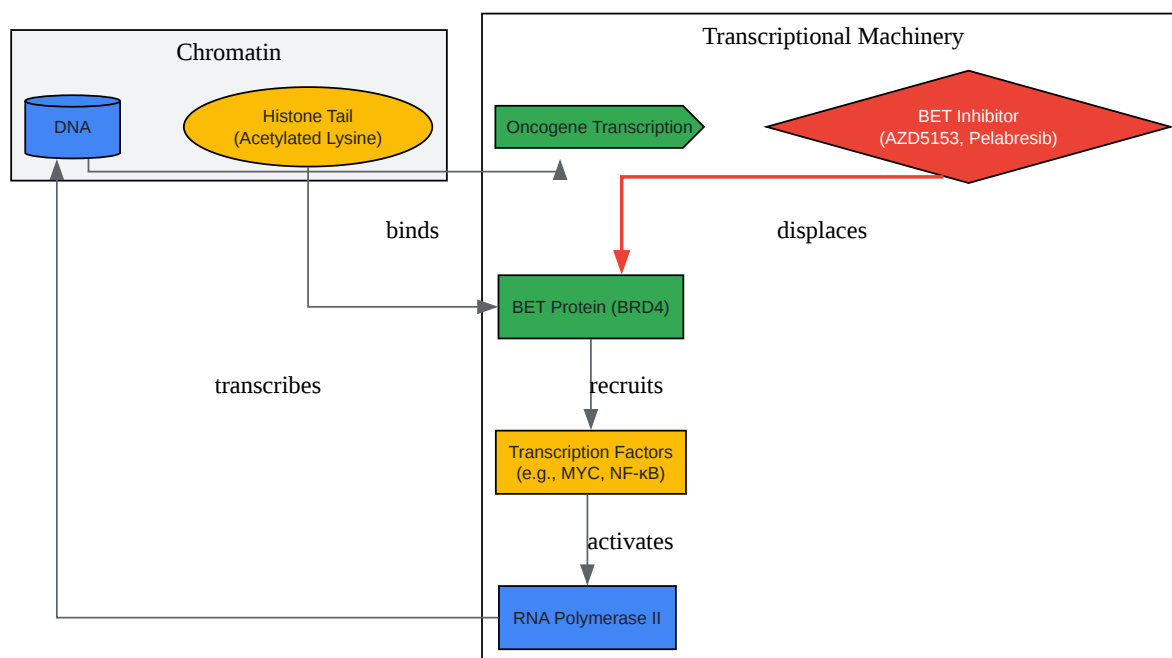 Chromatin
Transcriptional Machinery
DNA
Histone Tail
(Acetylated Lysine)
Oncogene Transcription
BET Inhibitor
(AZD5153, Pelabresib)
binds
displaces
BET Protein (BRD4)
transcribes
recruits
Transcription Factors
(e.g., MYC, NF-κB)
activates
RNA Polymerase II